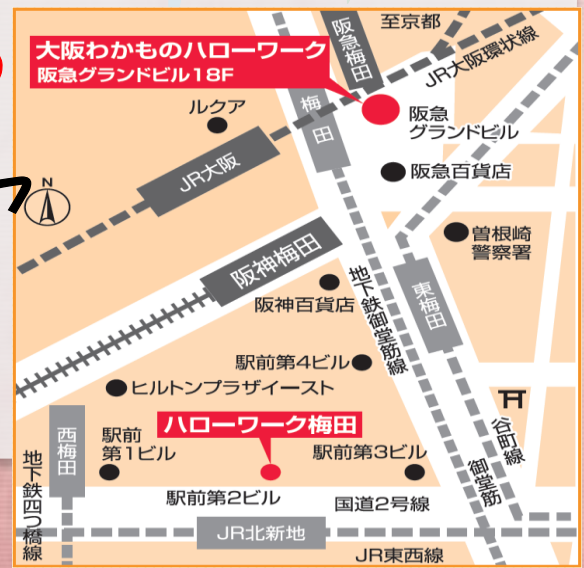 至京都
阪急梅田
大阪わかものハローワーク
阪急グランドビル18F
JR大阪環状線
ルクア
梅田
阪急
グランドビル
JR大阪
阪急百貨店
N
曽根崎
警察署
阪神梅田
東梅田
阪神百貨店
地下鉄御堂筋線
駅前第4ビル
ヒルトンプラザイースト
ハローワーク梅田
西梅田
駅前
第1ビル
駅前第3ビル
谷町線
御堂筋
地下鉄四つ橋線
駅前第2ビル
国道2号線
JR北新地
JR東西線